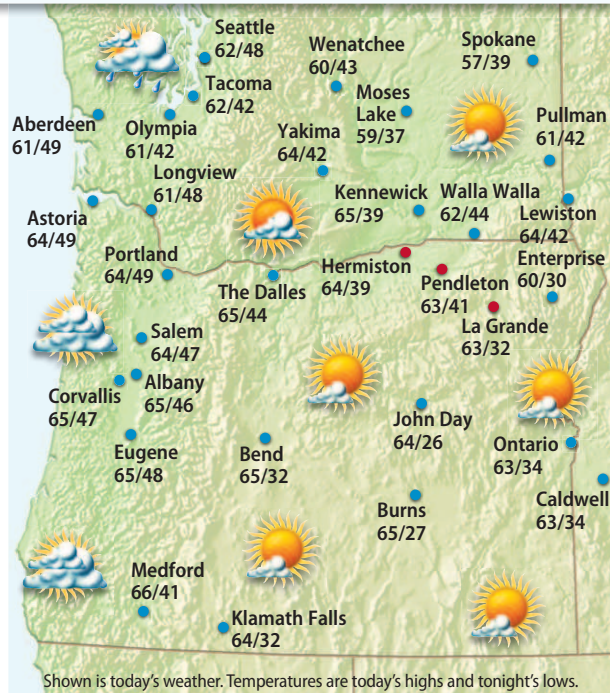 Seattle
62/48
Wenatchee
60/43
Spokane
57/39
Tacoma
62/42
Moses
Lake
59/37
Aberdeen
61/49
Olympia
61/42
Yakima
64/42
Pullman
61/42
Longview
61/48
Kennewick
65/39
Walla Walla
62/44
Lewiston
64/42
Astoria
64/49
Portland
64/49
The Dalles
65/44
Hermiston
64/39
Pendleton
63/41
Enterprise
60/30
La Grande
63/32
Salem
64/47
Albany
65/46
Corvallis
65/47
John Day
64/26
Eugene
65/48
Bend
65/32
Ontario
63/34
Burns
65/27
Caldwell
63/34
Medford
66/41
Klamath Falls
64/32
Shown is today's weather. Temperatures are today's highs and tonight's lows.